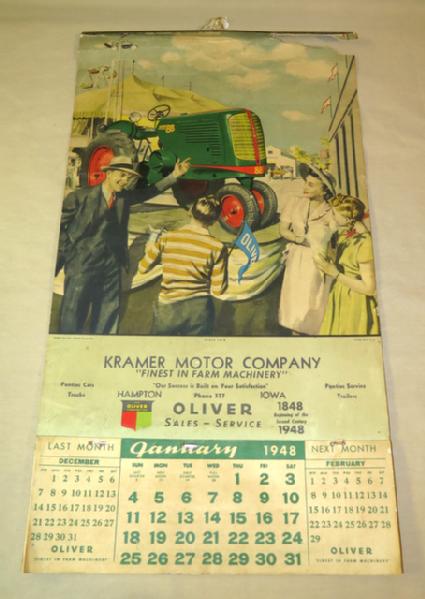 88
88
OLIVER
KRAMER MOTOR COMPANY
"FINEST IN FARM MACHINERY"
Pontiac Cars "Our Success is Built on Your Satisfaction" Pontiac Service
Trucks HAMPTON Phone 277 IOWA Trailers
OLIVER OLIVER 1848
Beginning of the
Second Century
SALES - SERVICE 1948
LAST MONTH January 1948 NEXT MONTH
DECEMBER FEBRUARY
SUN MON TUE WED THU FRI SAT
1 2 3 4 5 6
7 8 9 10 11 12 13
14 15 16 17 18 19 20
21 22 23 24 25 26 27
28 29 30 31
1 2 3
4 5 6 7 8 9 10
11 12 13 14 15 16 17
18 19 20 21 22 23 24
25 26 27 28 29 30 31
1 2 3 4 5 6 7
8 9 10 11 12 13 14
15 16 17 18 19 20 21
22 23 24 25 26 27 28
29
OLIVER
"FINEST IN FARM MACHINERY"
OLIVER
"FINEST IN FARM MACHINERY"